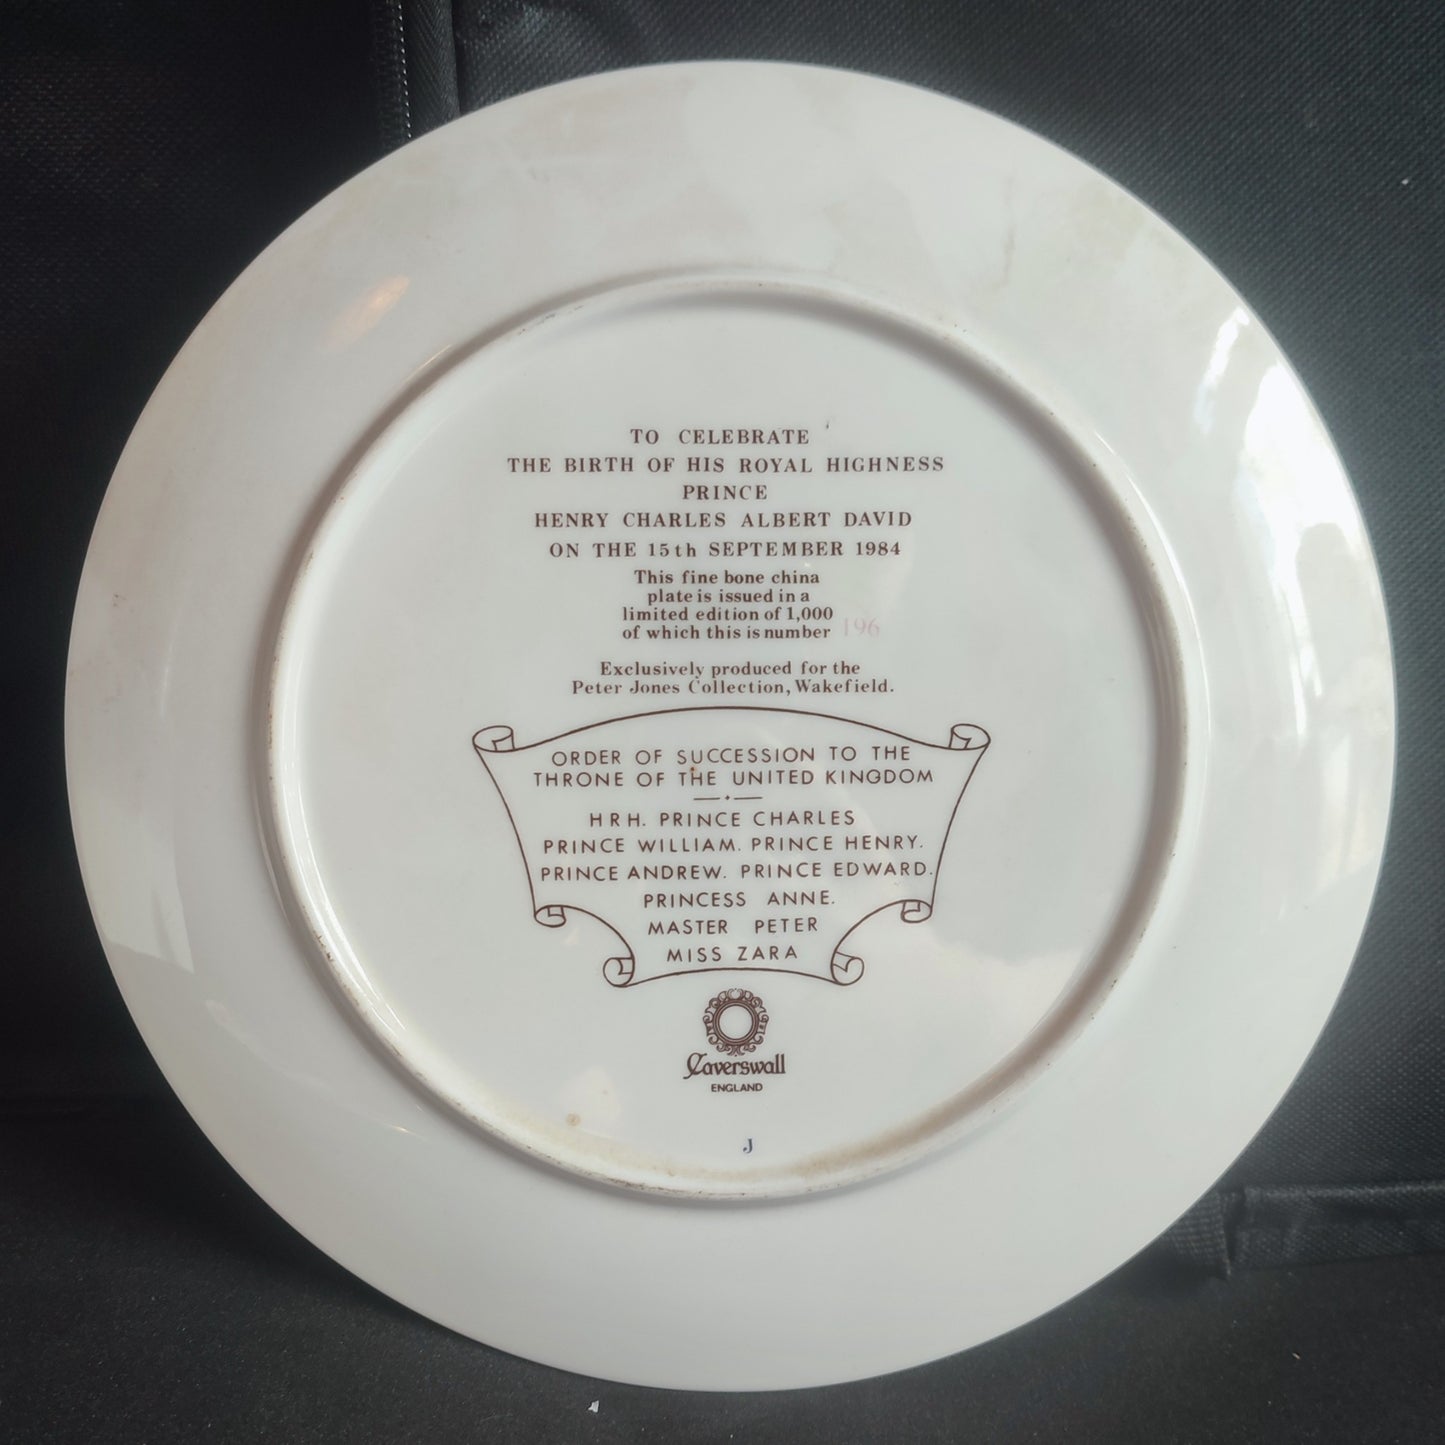 TO CELEBRATE
THE BIRTH OF HIS ROYAL HIGHNESS
PRINCE
HENRY CHARLES ALBERT DAVID
ON THE 15th SEPTEMBER 1984
This fine bone china
plate is issued in a
limited edition of 1,000
of which this is number 196
Exclusively produced for the
Peter Jones Collection, Wakefield.
ORDER OF SUCCESSION TO THE
THRONE OF THE UNITED KINGDOM
HRH. PRINCE CHARLES
PRINCE WILLIAM. PRINCE HENRY.
PRINCE ANDREW. PRINCE EDWARD.
PRINCESS ANNE.
MASTER PETER
MISS ZARA
Caverswall
ENGLAND
J